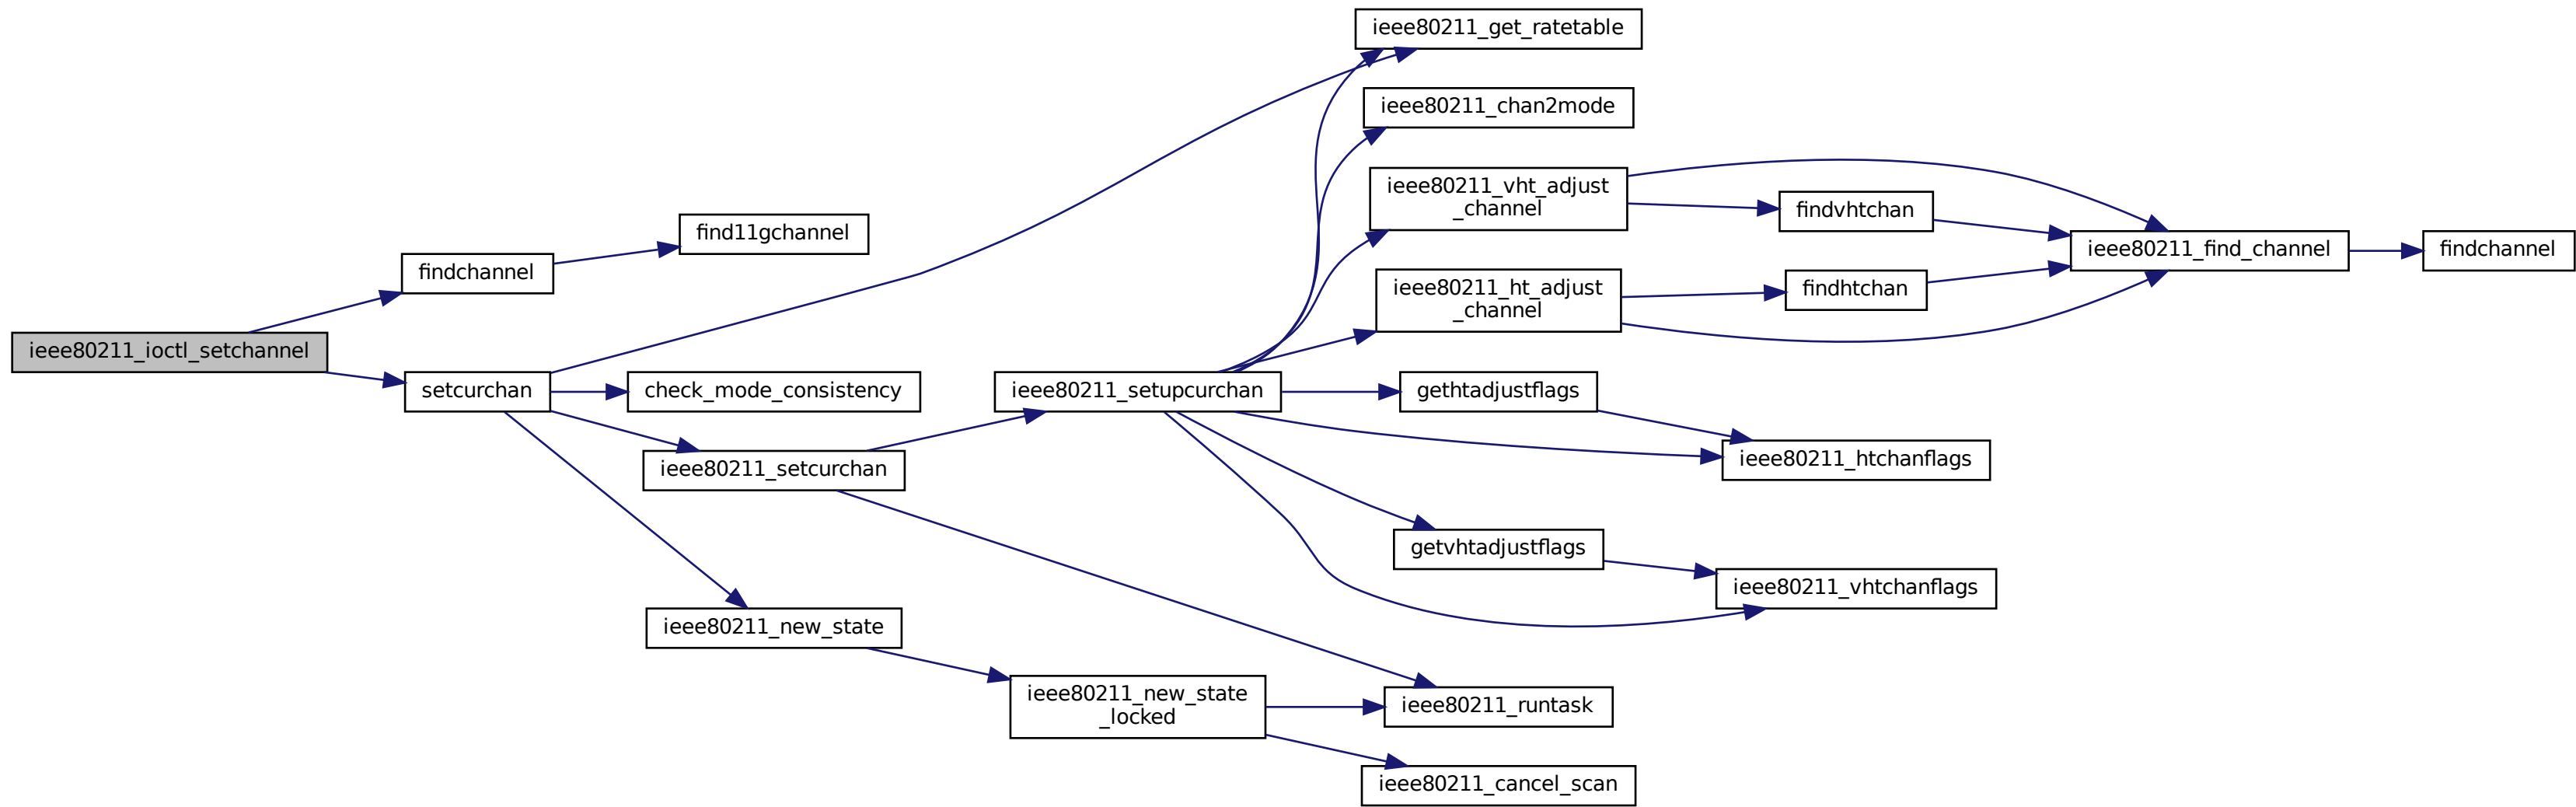 ieee80211_ioctl_setchannel
findchannel
find11gchannel
setcurchan
check_mode_consistency
ieee80211_setcurchan
ieee80211_new_state
ieee80211_setupcurchan
ieee80211_new_state
_locked
ieee80211_get_ratetable
ieee80211_chan2mode
ieee80211_vht_adjust
_channel
ieee80211_ht_adjust
_channel
gethtadjustflags
getvhtadjustflags
ieee80211_runtask
ieee80211_cancel_scan
findvhtchan
findhtchan
ieee80211_htchanflags
ieee80211_vhtchanflags
ieee80211_find_channel
findchannel